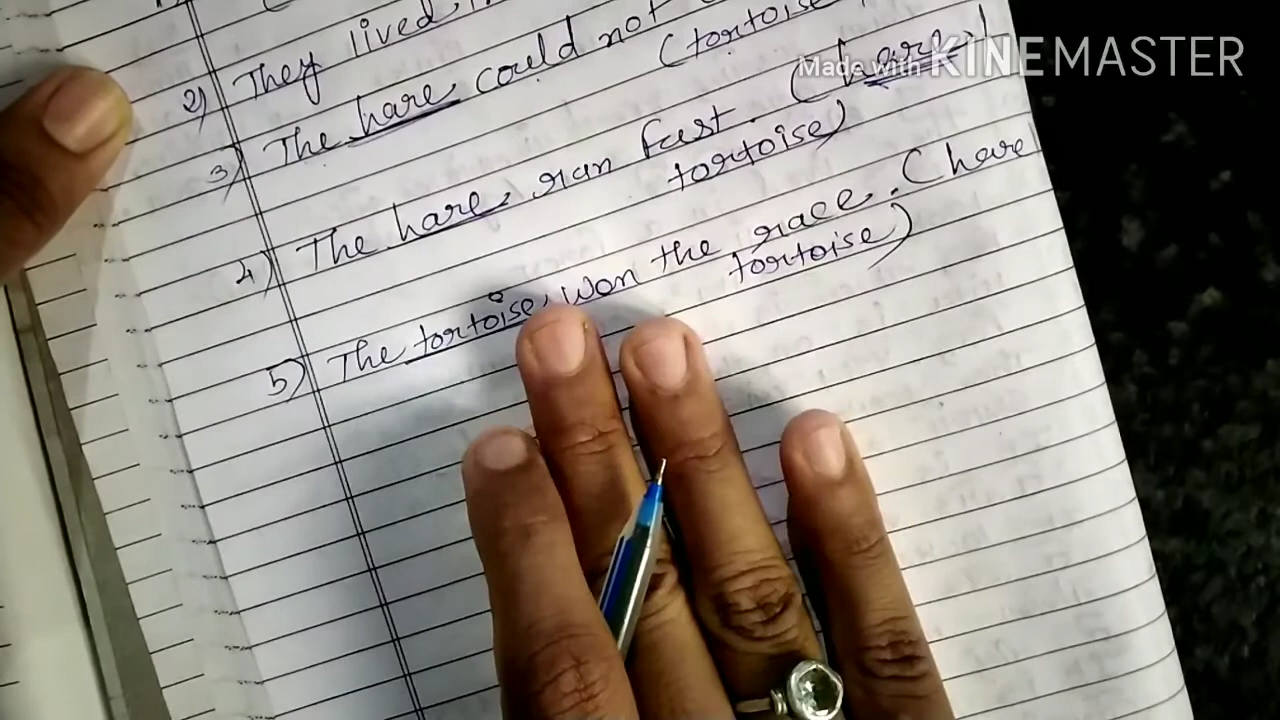 2) They lived
3) The hare could not
(tortoise
4) The hare ran fast. (hare/
tortoise)
5) The tortoise won the race. (hare/
tortoise)
Made with KINEMASTER